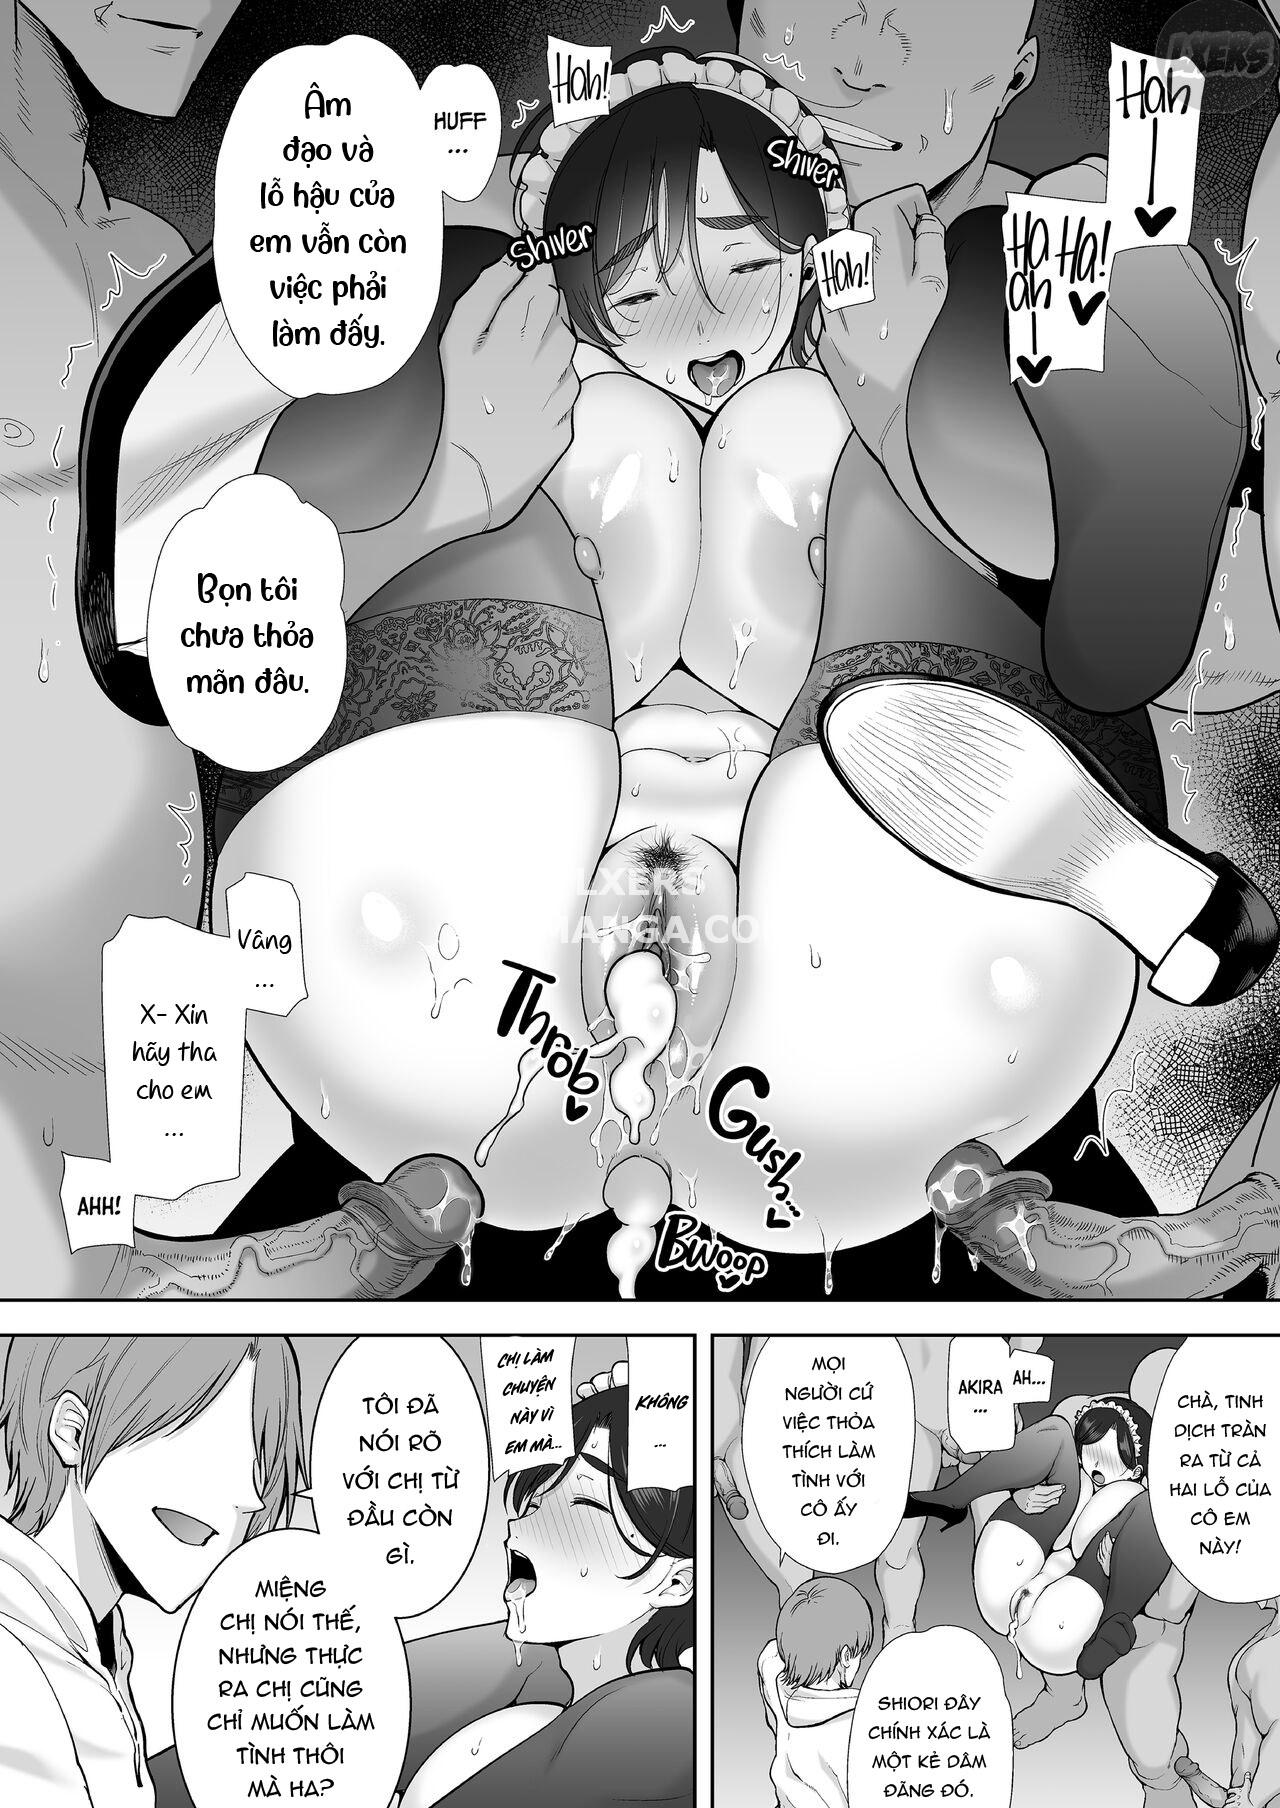 LXERS
Hah!
Hah
Hah!
Ha
ah
Ha!
Shiver
Shiver
HUFF
...
Âm
đạo và
lỗ hậu của
em vẫn còn
việc phải
làm đấy.
Bọn tôi
chưa thỏa
mãn đâu.
LXERS
MANGA.CO
Vâng
...
X- Xin
hãy tha
cho em
...
AHH!
Throb
Gush...
Bwoop
TÔI ĐÃ
NÓI RÕ
VỚI CHỊ TỪ
ĐẦU CÒN
GÌ.
CHỊ LÀM
CHUYỆN
NÀY VÌ
EM MÀ...
KHÔNG
...
MIỆNG
CHỊ NÓI THẾ,
NHƯNG THỰC
RA CHỊ CŨNG
CHỈ MUỐN LÀM
TÌNH THÔI
MÀ HA?
MỌI
NGƯỜI CỨ
VIỆC THỎA
THÍCH LÀM
TÌNH VỚI
CÔ ẤY
ĐI.
AKIRA
...
AH...
CHÀ, TINH
DỊCH TRÀN
RA TỪ CẢ
HAI LỖ CỦA
CÔ EM
NÀY!
SHIORI ĐÂY
CHÍNH XÁC LÀ
MỘT KẺ DÂM
ĐÃNG ĐÓ.